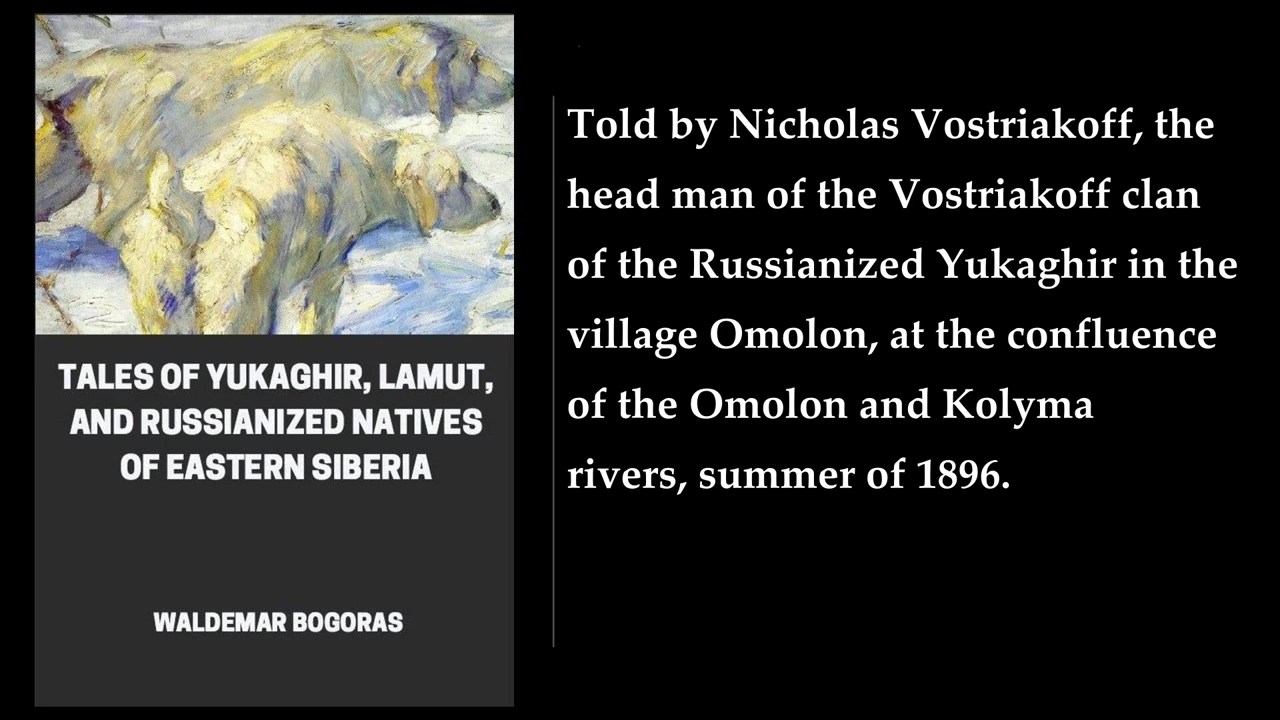 TALES OF YUKAGHIR, LAMUT,
AND RUSSIANIZED NATIVES
OF EASTERN SIBERIA
WALDEMAR BOGORAS
Told by Nicholas Vostriakoff, the
head man of the Vostriakoff clan
of the Russianized Yukaghir in the
village Omolon, at the confluence
of the Omolon and Kolyma
rivers, summer of 1896.